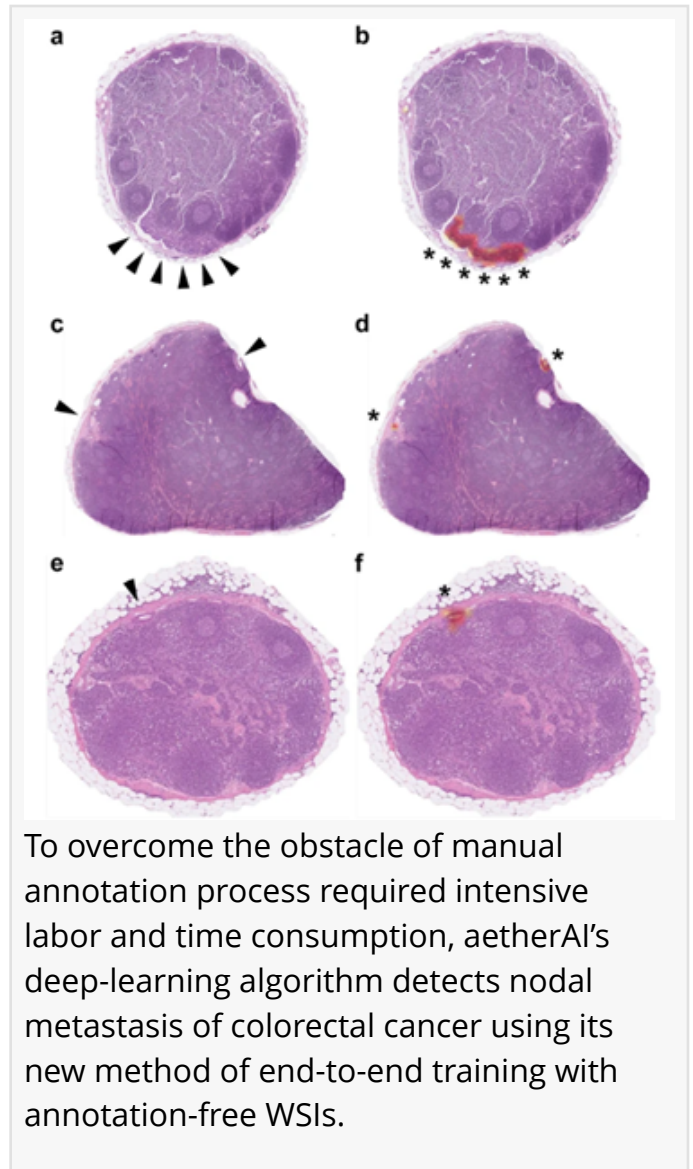 a b
* * * * * *
c d
*
*
e f
*
To overcome the obstacle of manual
annotation process required intensive
labor and time consumption, aetherAI’s
deep-learning algorithm detects nodal
metastasis of colorectal cancer using its
new method of end-to-end training with
annotation-free WSIs.